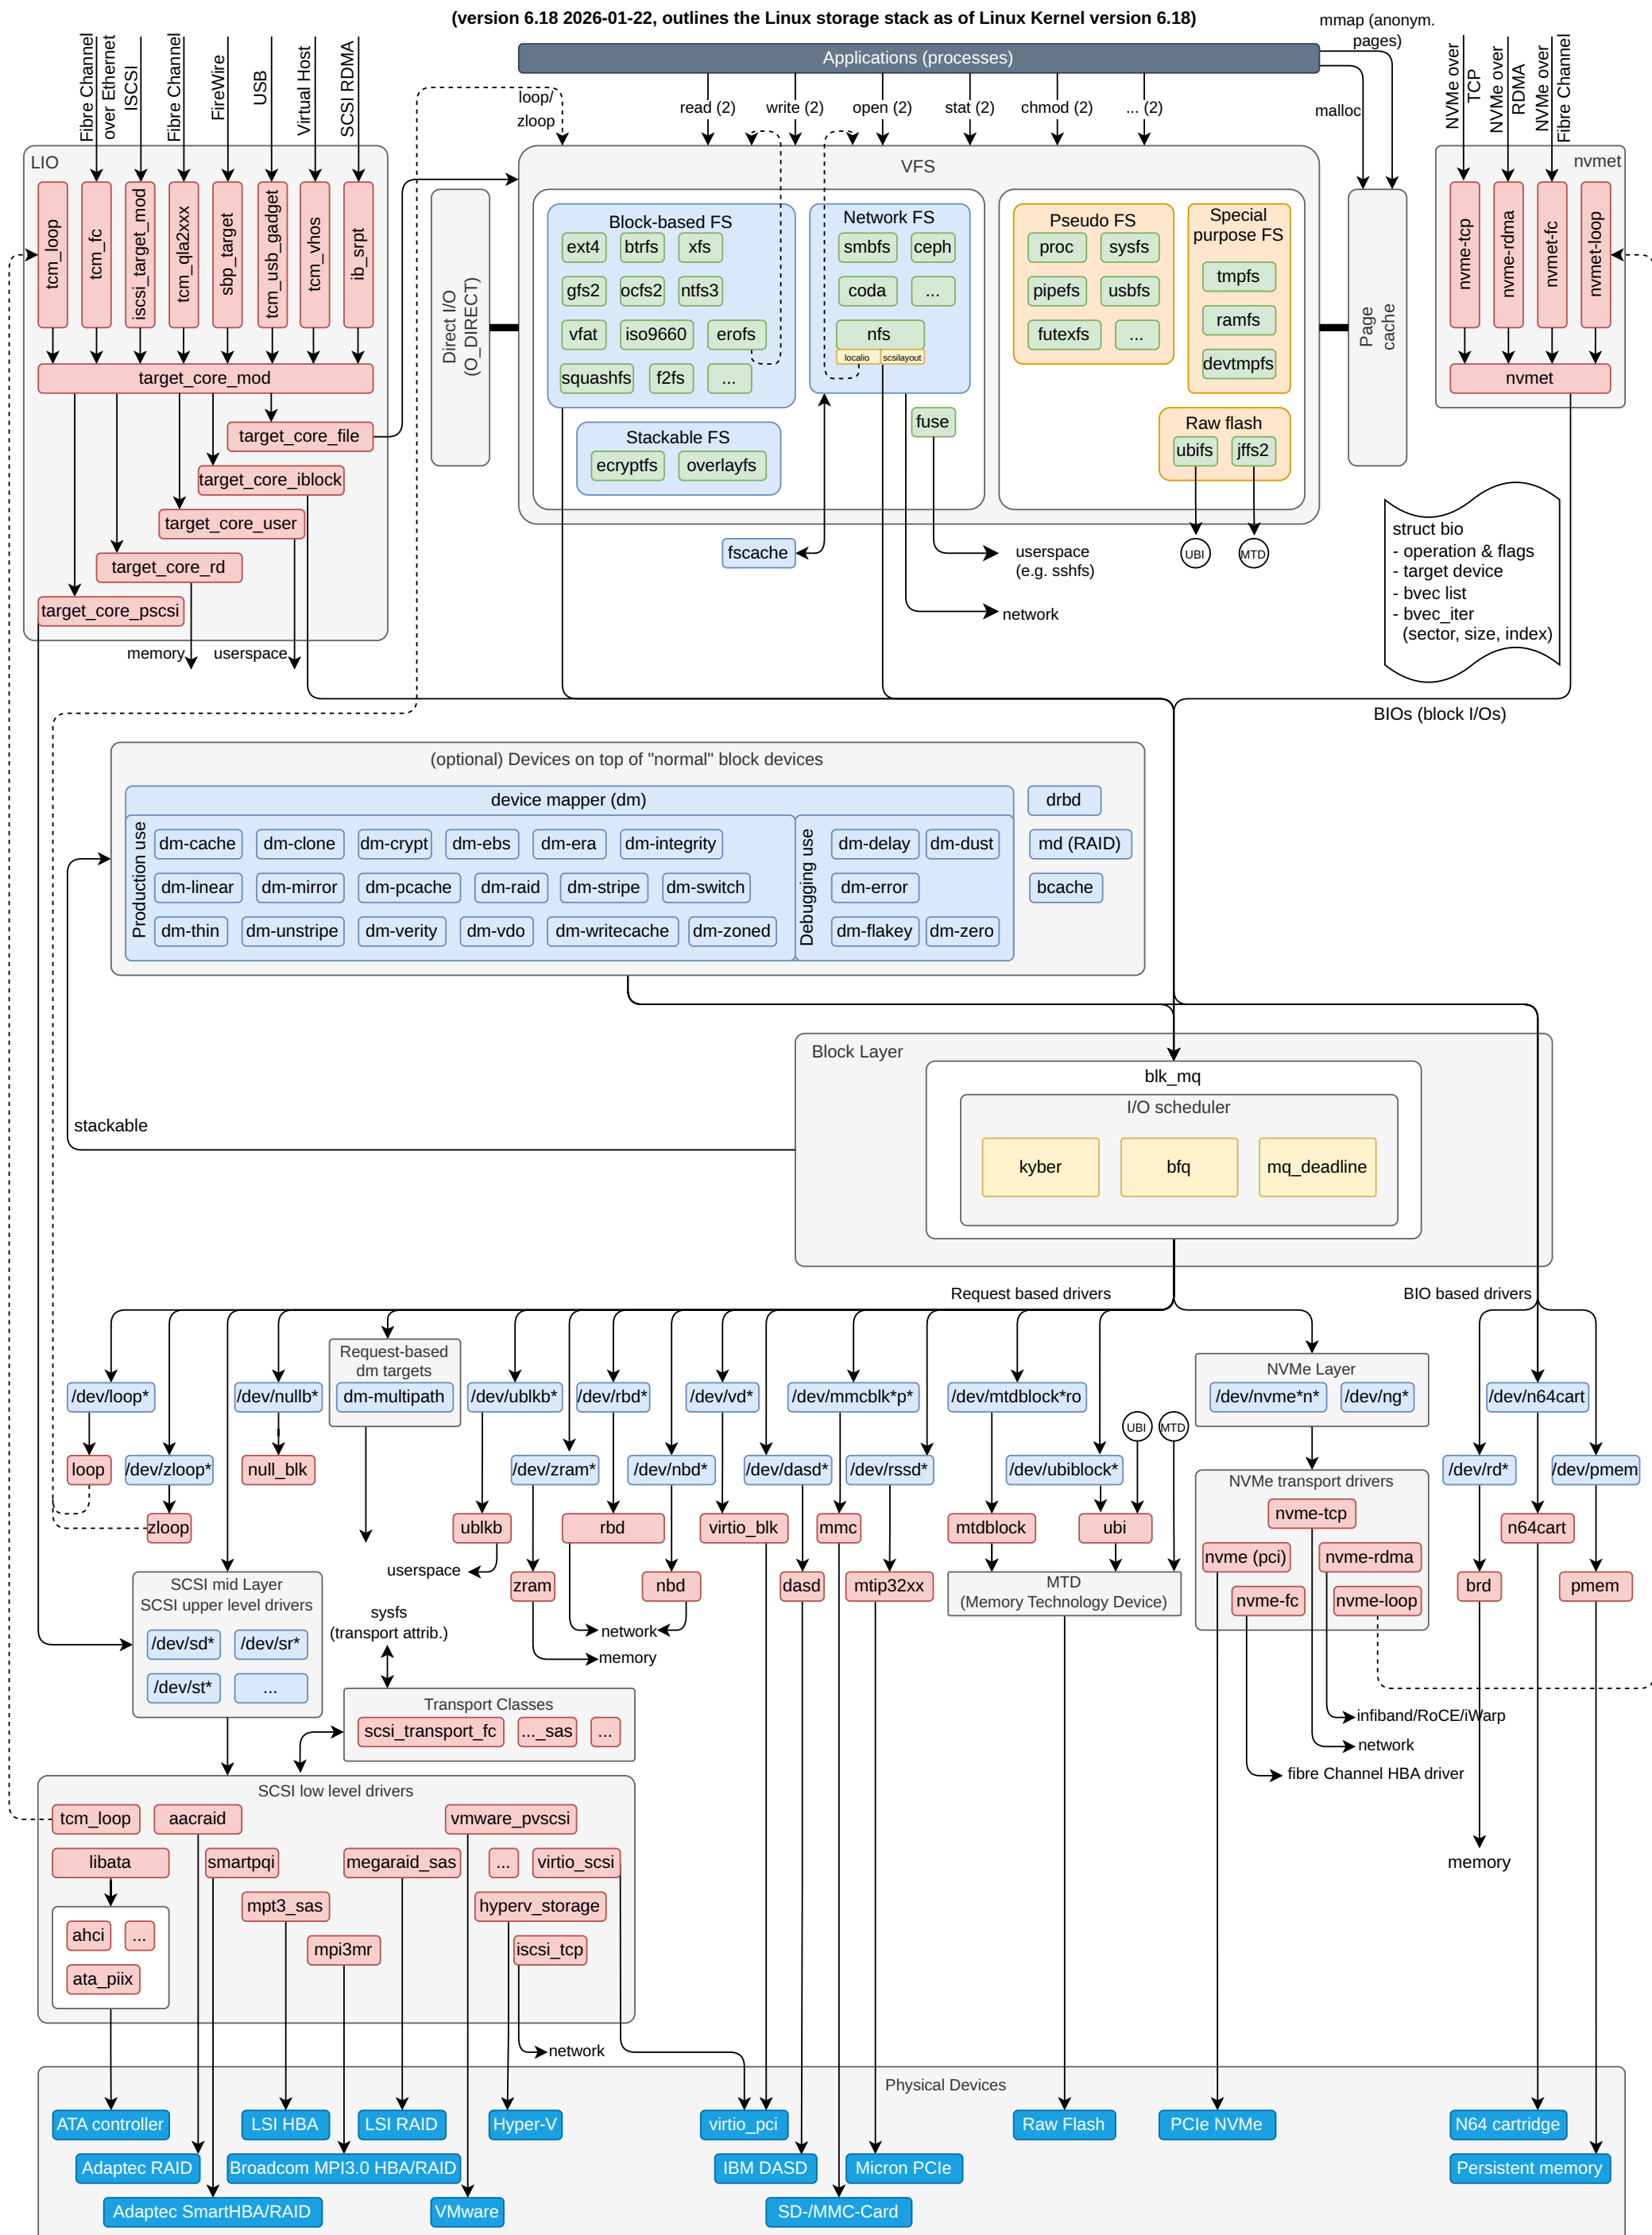 (version 6.18 2026-01-22, outlines the Linux storage stack as of Linux Kernel version 6.18)
mmap (anonym.
pages)
Applications (processes)
malloc
Fibre Channel
over Ethernet
ISCSI
Fibre Channel
FireWire
USB
Virtual Host
SCSI RDMA
loop/
zloop
read (2)
write (2)
open (2)
stat (2)
chmod (2)
... (2)
NVMe over
TCP
NVMe over
RDMA
NVMe over
Fibre Channel
LIO
tcm_loop
tcm_fc
iscsi_target_mod
tcm_qla2xxx
sbp_target
tcm_usb_gadget
tcm_vhos
ib_srpt
target_core_mod
target_core_file
target_core_iblock
target_core_user
target_core_rd
target_core_pscsi
memory
userspace
Direct I/O
(O_DIRECT)
VFS
Block-based FS
ext4
btrfs
xfs
gfs2
ocfs2
ntfs3
vfat
iso9660
erofs
squashfs
f2fs
...
Stackable FS
ecryptfs
overlayfs
Network FS
smbfs
ceph
coda
...
nfs
localio
scsilayout
fuse
Pseudo FS
proc
sysfs
pipefs
usbfs
futexfs
...
Special
purpose FS
tmpfs
ramfs
devtmpfs
Raw flash
ubifs
jffs2
Page
cache
nvmet
nvme-tcp
nvme-rdma
nvmet-fc
nvmet-loop
nvmet
fscache
userspace
(e.g. sshfs)
network
UBI
MTD
struct bio
- operation & flags
- target device
- bvec list
- bvec_iter
(sector, size, index)
BIOs (block I/Os)
(optional) Devices on top of "normal" block devices
device mapper (dm)
Production use
dm-cache
dm-clone
dm-crypt
dm-ebs
dm-era
dm-integrity
dm-linear
dm-mirror
dm-pcache
dm-raid
dm-stripe
dm-switch
dm-thin
dm-unstripe
dm-verity
dm-vdo
dm-writecache
dm-zoned
Debugging use
dm-delay
dm-dust
dm-error
dm-flakey
dm-zero
drbd
md (RAID)
bcache
stackable
Block Layer
blk_mq
I/O scheduler
kyber
bfq
mq_deadline
Request based drivers
BIO based drivers
Request-based
dm targets
dm-multipath
/dev/loop*
/dev/nullb*
/dev/ublkb*
/dev/rbd*
/dev/vd*
/dev/mmcblk*p*
/dev/mtdblock*ro
NVMe Layer
/dev/nvme*n*
/dev/ng*
/dev/n64cart
UBI
MTD
loop
/dev/zloop*
null_blk
/dev/zram*
/dev/nbd*
/dev/dasd*
/dev/rssd*
/dev/ubiblock*
/dev/rd*
/dev/pmem
zloop
ublkb
rbd
virtio_blk
mmc
mtdblock
ubi
n64cart
NVMe transport drivers
nvme-tcp
nvme (pci)
nvme-rdma
nvme-fc
nvme-loop
userspace
zram
nbd
dasd
mtip32xx
MTD
(Memory Technology Device)
brd
pmem
SCSI mid Layer
SCSI upper level drivers
/dev/sd*
/dev/sr*
/dev/st*
...
sysfs
(transport attrib.)
network
memory
Transport Classes
scsi_transport_fc
..._sas
...
infiband/RoCE/iWarp
network
fibre Channel HBA driver
memory
SCSI low level drivers
tcm_loop
aacraid
vmware_pvscsi
libata
smartpqi
megaraid_sas
...
virtio_scsi
mpt3_sas
hyperv_storage
ahci
...
mpi3mr
iscsi_tcp
ata_piix
network
Physical Devices
ATA controller
LSI HBA
LSI RAID
Hyper-V
virtio_pci
Raw Flash
PCIe NVMe
N64 cartridge
Adaptec RAID
Broadcom MPI3.0 HBA/RAID
IBM DASD
Micron PCIe
Persistent memory
Adaptec SmartHBA/RAID
VMware
SD-/MMC-Card